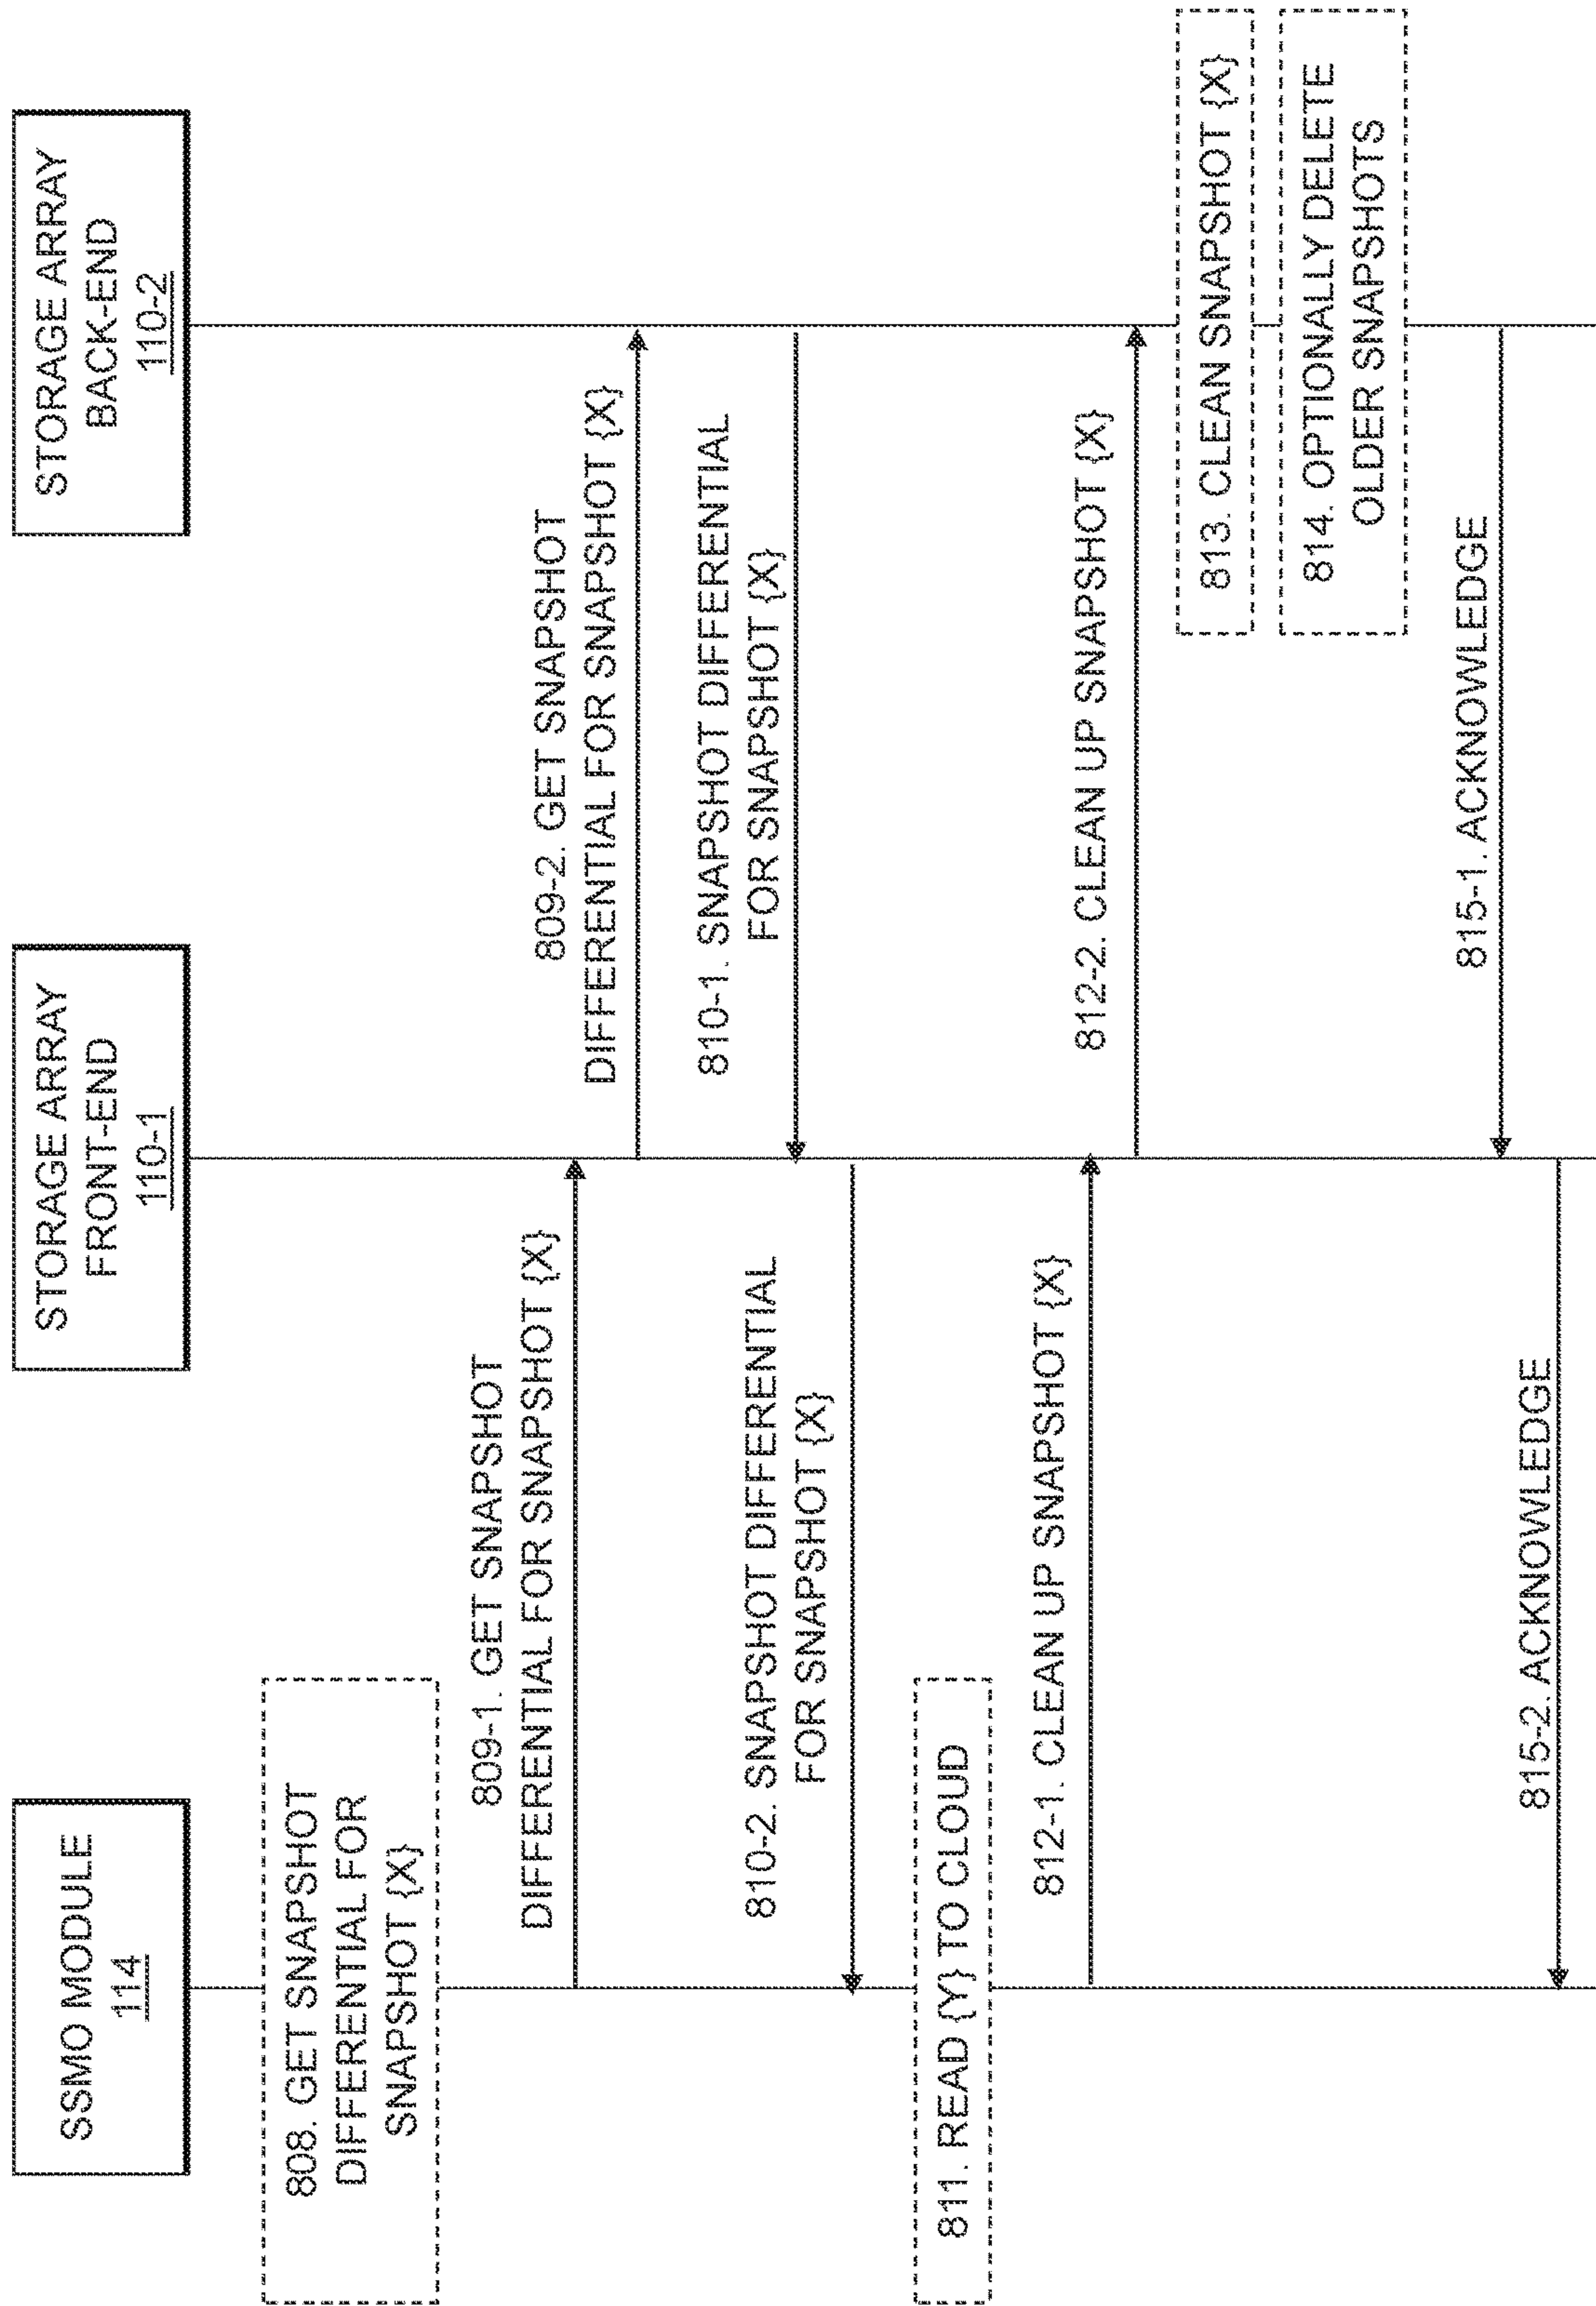 SSMO MODULE
114
STORAGE ARRAY
FRONT-END
110-1
STORAGE ARRAY
BACK-END
110-2
808. GET SNAPSHOT
DIFFERENTIAL FOR
SNAPSHOT {X}
809-1. GET SNAPSHOT
DIFFERENTIAL FOR SNAPSHOT {X}
809-2. GET SNAPSHOT
DIFFERENTIAL FOR SNAPSHOT {X}
810-1. SNAPSHOT DIFFERENTIAL
FOR SNAPSHOT {X}
810-2. SNAPSHOT DIFFERENTIAL
FOR SNAPSHOT {X}
811. READ {Y} TO CLOUD
812-1. CLEAN UP SNAPSHOT {X}
812-2. CLEAN UP SNAPSHOT {X}
813. CLEAN SNAPSHOT {X}
814. OPTIONALLY DELETE
OLDER SNAPSHOTS
815-1. ACKNOWLEDGE
815-2. ACKNOWLEDGE